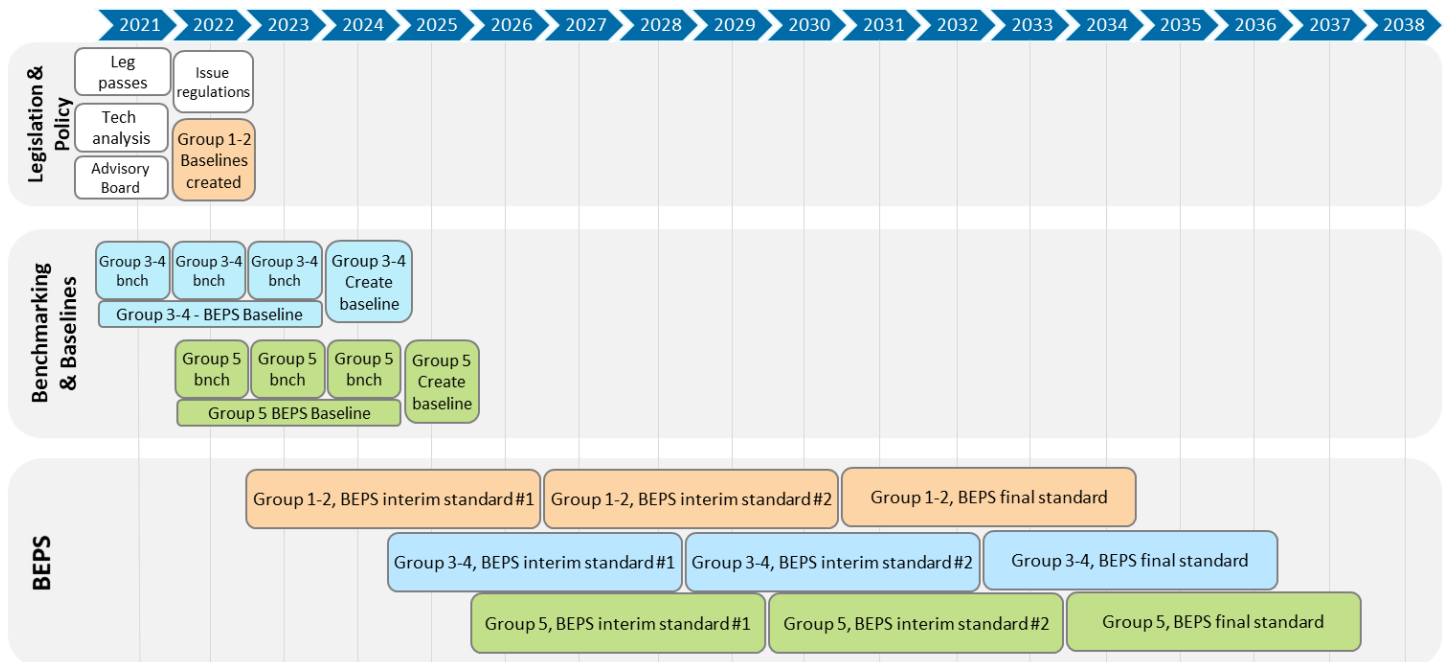 2021 2022 2023 2024 2025 2026 2027 2028 2029 2030 2031 2032 2033 2034 2035 2036 2037 2038
Legislation &
Policy
Leg
passes
Tech
analysis
Advisory
Board
Issue
regulations
Group 1-2
Baselines
created
Benchmarking
& Baselines
Group 3-4
bnch
Group 3-4
bnch
Group 3-4
bnch
Group 3-4
Create
baseline
Group 3-4 - BEPS Baseline
Group 5
bnch
Group 5
bnch
Group 5
bnch
Group 5
Create
baseline
Group 5 BEPS Baseline
BEPS
Group 1-2, BEPS interim standard #1
Group 1-2, BEPS interim standard #2
Group 1-2, BEPS final standard
Group 3-4, BEPS interim standard #1
Group 3-4, BEPS interim standard #2
Group 3-4, BEPS final standard
Group 5, BEPS interim standard #1
Group 5, BEPS interim standard #2
Group 5, BEPS final standard